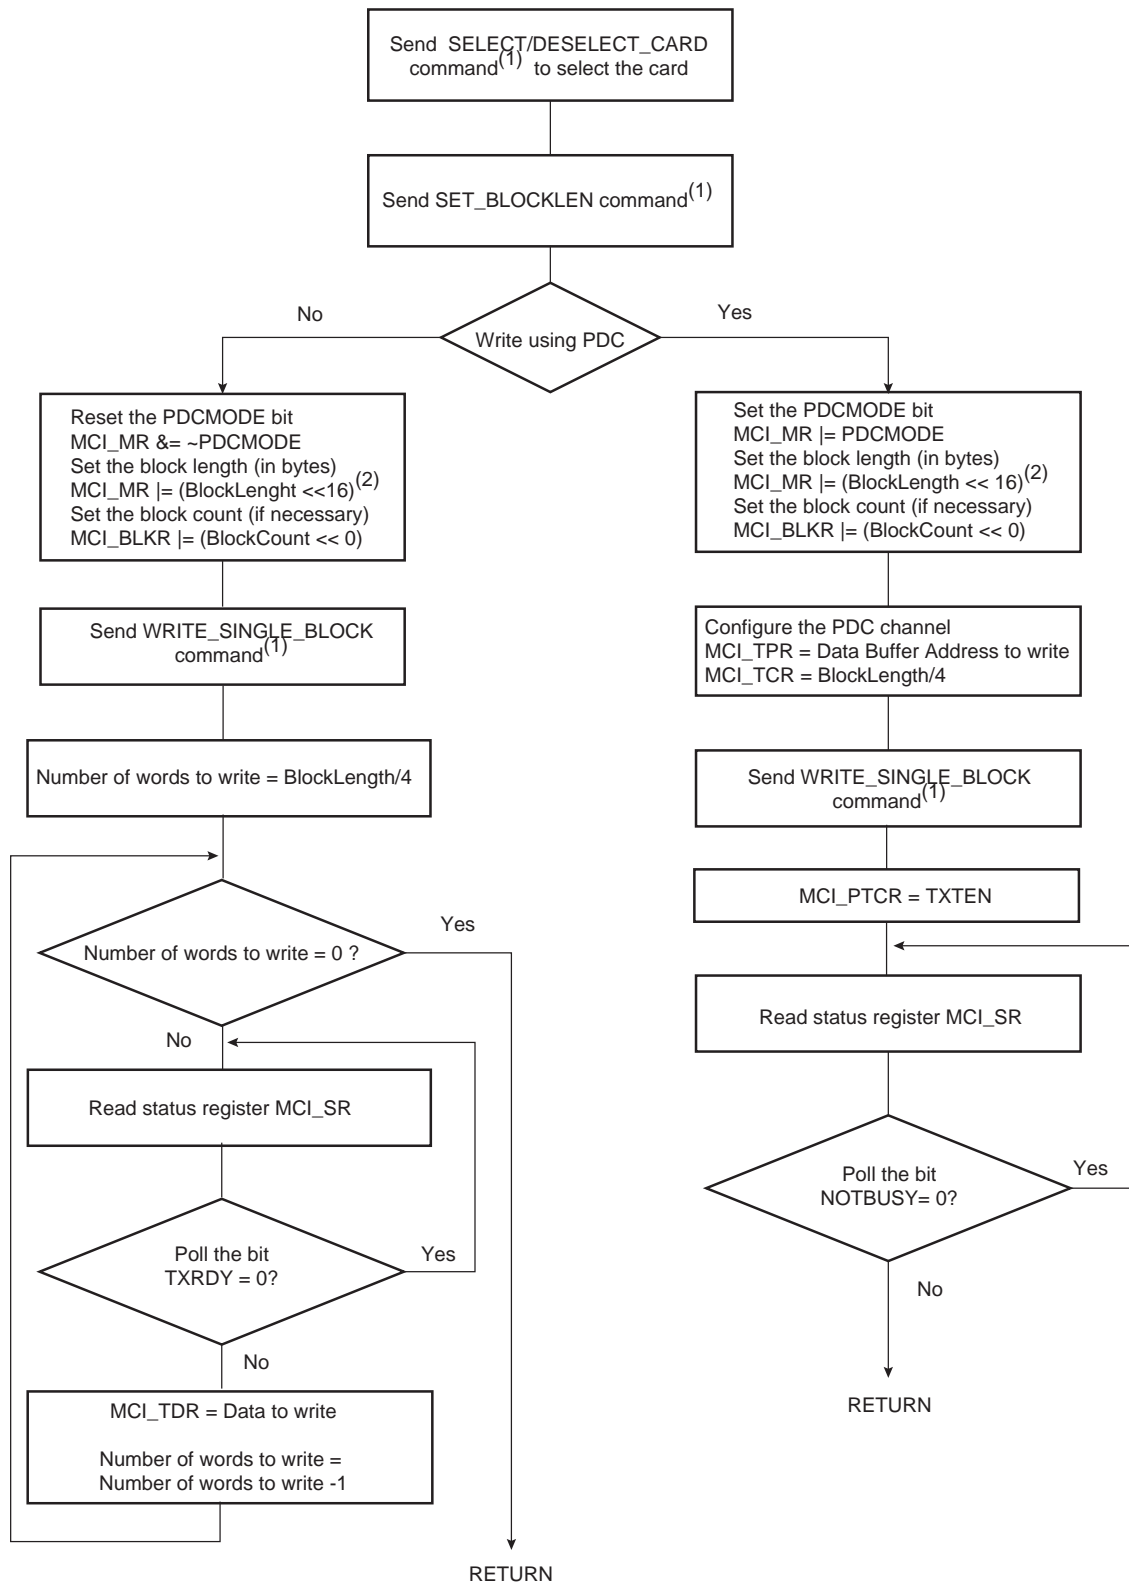 Send SELECT/DESELECT_CARD
command(1) to select the card
Send SET_BLOCKLEN command(1)
No
Yes
Write using PDC
Reset the PDCMODE bit
MCI_MR &= ~PDCMODE
Set the block length (in bytes)
MCI_MR |= (BlockLenght <<16)(2)
Set the block count (if necessary)
MCI_BLKR |= (BlockCount << 0)
Send WRITE_SINGLE_BLOCK
command(1)
Number of words to write = BlockLength/4
Number of words to write = 0 ?
Yes
No
Read status register MCI_SR
Poll the bit
TXRDY = 0?
Yes
No
MCI_TDR = Data to write
Number of words to write =
Number of words to write -1
RETURN
Set the PDCMODE bit
MCI_MR |= PDCMODE
Set the block length (in bytes)
MCI_MR |= (BlockLength << 16)(2)
Set the block count (if necessary)
MCI_BLKR |= (BlockCount << 0)
Configure the PDC channel
MCI_TPR = Data Buffer Address to write
MCI_TCR = BlockLength/4
Send WRITE_SINGLE_BLOCK
command(1)
MCI_PTCR = TXTEN
Read status register MCI_SR
Poll the bit
NOTBUSY= 0?
Yes
No
RETURN